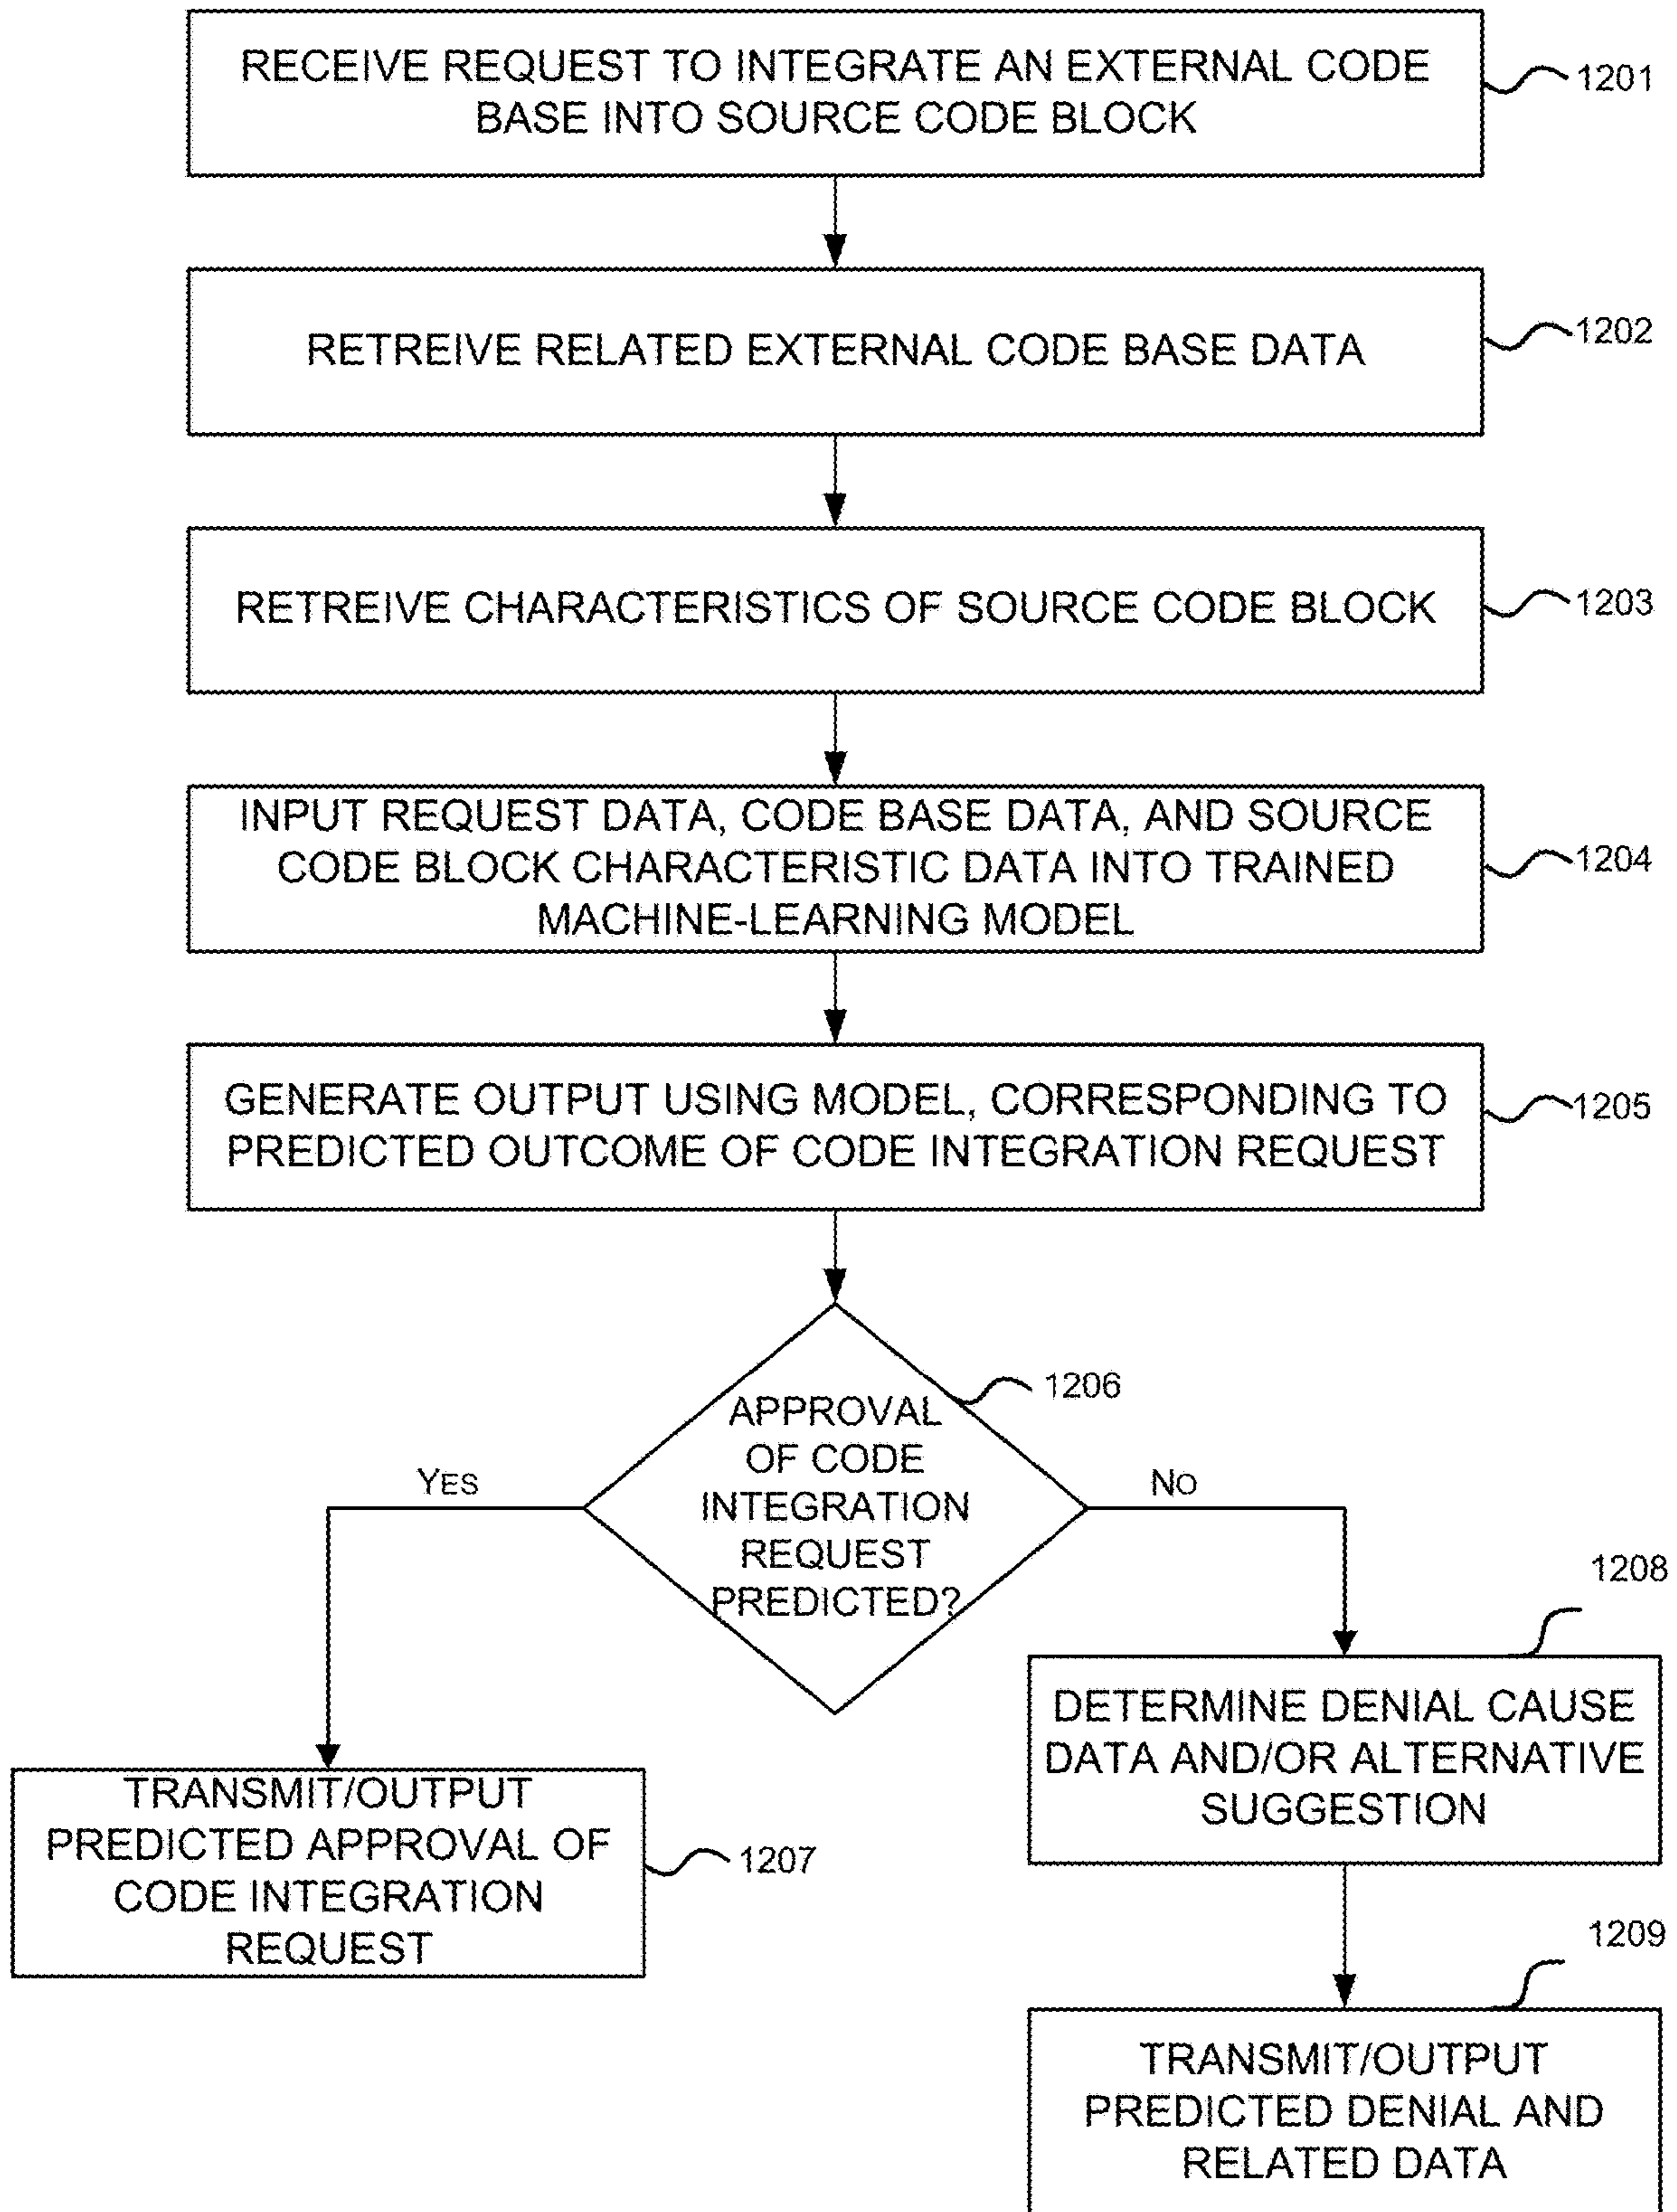 RECEIVE REQUEST TO INTEGRATE AN EXTERNAL CODE
BASE INTO SOURCE CODE BLOCK
1201
RETREIVE RELATED EXTERNAL CODE BASE DATA
1202
RETREIVE CHARACTERISTICS OF SOURCE CODE BLOCK
1203
INPUT REQUEST DATA, CODE BASE DATA, AND SOURCE
CODE BLOCK CHARACTERISTIC DATA INTO TRAINED
MACHINE-LEARNING MODEL
1204
GENERATE OUTPUT USING MODEL, CORRESPONDING TO
PREDICTED OUTCOME OF CODE INTEGRATION REQUEST
1205
APPROVAL
OF CODE
INTEGRATION
REQUEST
PREDICTED?
1206
YES
NO
TRANSMIT/OUTPUT
PREDICTED APPROVAL OF
CODE INTEGRATION
REQUEST
1207
1208
DETERMINE DENIAL CAUSE
DATA AND/OR ALTERNATIVE
SUGGESTION
1209
TRANSMIT/OUTPUT
PREDICTED DENIAL AND
RELATED DATA